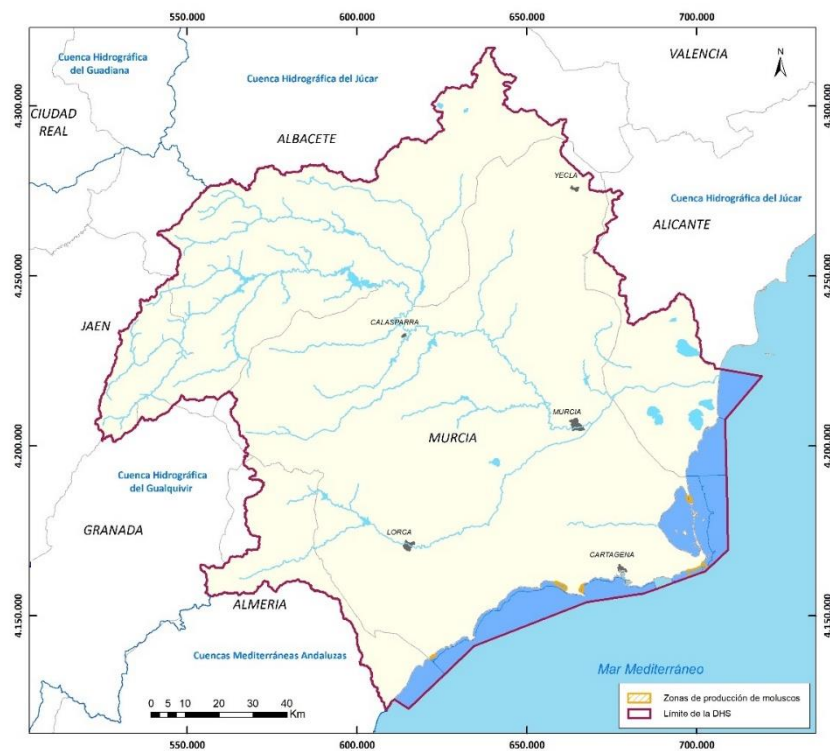 550.000 600.000 650.000 700.000
Cuenca Hidrográfica
del Guadiana
VALENCIA
N
Cuenca Hidrográfica del Júcar
4.300.000
4.300.000
CIUDAD
REAL
ALBACETE
YECLA
Cuenca Hidrográfica del Júcar
ALICANTE
4.250.000
4.250.000
JAEN
CALASPARRA
MURCIA
MURCIA
4.200.000
4.200.000
Cuenca Hidrográfica
del Gualquivir
GRANADA
LORCA
CARTAGENA
ALMERIA
4.150.000
4.150.000
Cuencas Mediterráneas Andaluzas
Mar Mediterráneo
0 5 10 20 30 40
Km
Zonas de producción de moluscos
Límite de la DHS
550.000 600.000 650.000 700.000